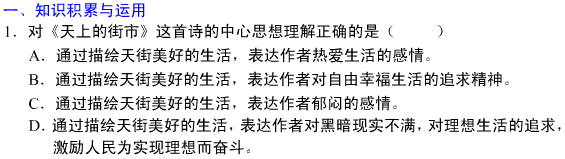 一、知识积累与运用
1．对《天上的街市》这首诗的中心思想理解正确的是（　　　）
A．通过描绘天街美好的生活，表达作者热爱生活的感情。
B．通过描绘天街美好的生活，表达作者对自由幸福生活的追求精神。
C．通过描绘天街美好的生活，表达作者郁闷的感情。
D．通过描绘天街美好的生活，表达作者对黑暗现实不满，对理想生活的追求，
激励人民为实现理想而奋斗。